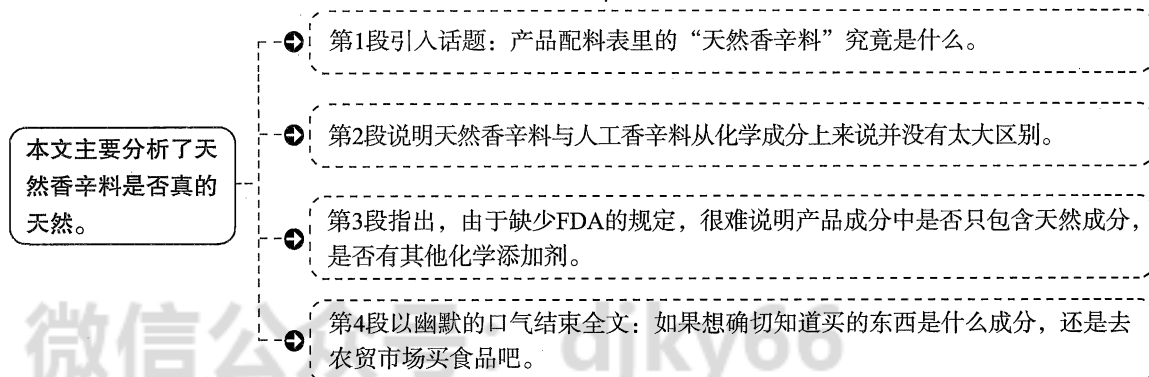 本文主要分析了天
然香辛料是否真的
天然。
第1段引入话题：产品配料表里的“天然香辛料”究竟是什么。
第2段说明天然香辛料与人工香辛料从化学成分上来说并没有太大区别。
第3段指出，由于缺少FDA的规定，很难说明产品成分中是否只包含天然成分，
是否有其他化学添加剂。
第4段以幽默的口气结束全文：如果想确切知道买的东西是什么成分，还是去
农贸市场买食品吧。
微信公众号：djky66